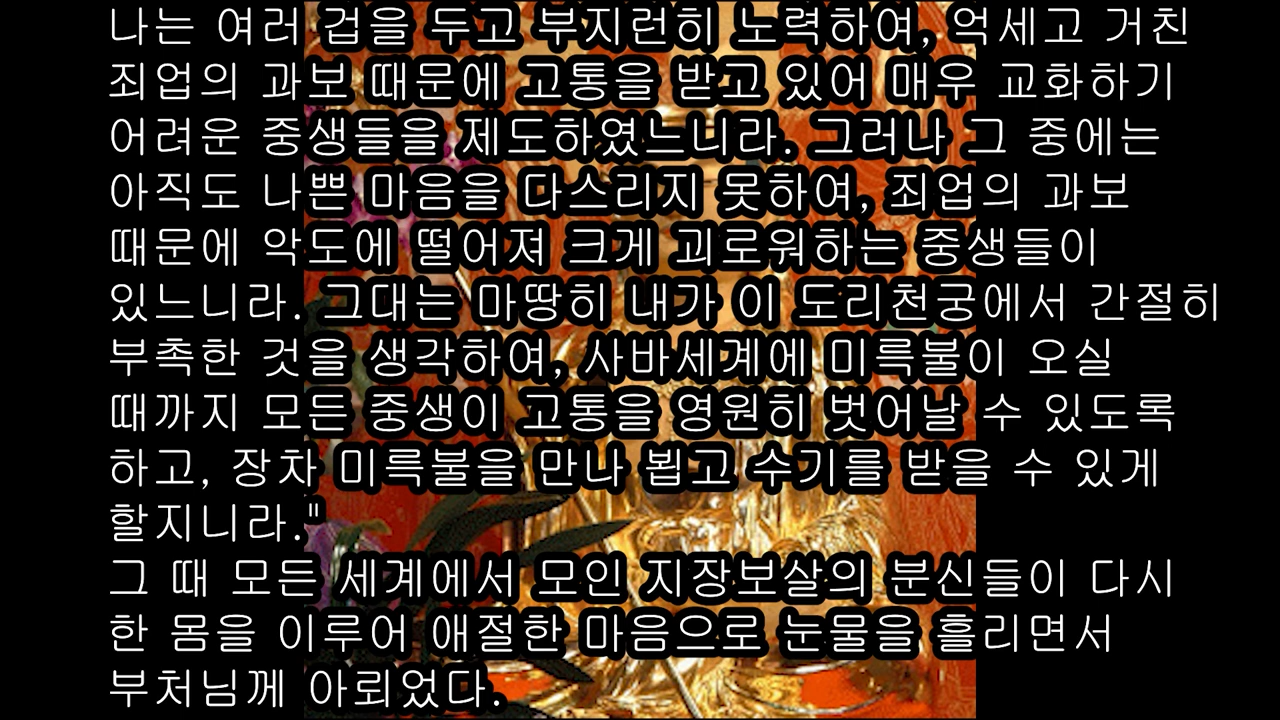 나는 여러 겁을 두고 부지런히 노력하여, 억세고 거친
죄업의 과보 때문에 고통을 받고 있어 매우 교화하기
어려운 중생들을 제도하였느니라. 그러나 그 중에는
아직도 나쁜 마음을 다스리지 못하여, 죄업의 과보
때문에 악도에 떨어져 크게 괴로워하는 중생들이
있느니라. 그대는 마땅히 내가 이 도리천궁에서 간절히
부촉한 것을 생각하여, 사바세계에 미륵불이 오실
때까지 모든 중생이 고통을 영원히 벗어날 수 있도록
하고, 장차 미륵불을 만나 뵙고 수기를 받을 수 있게
할지니라."
그 때 모든 세계에서 모인 지장보살의 분신들이 다시
한 몸을 이루어 애절한 마음으로 눈물을 흘리면서
부처님께 아뢰었다.